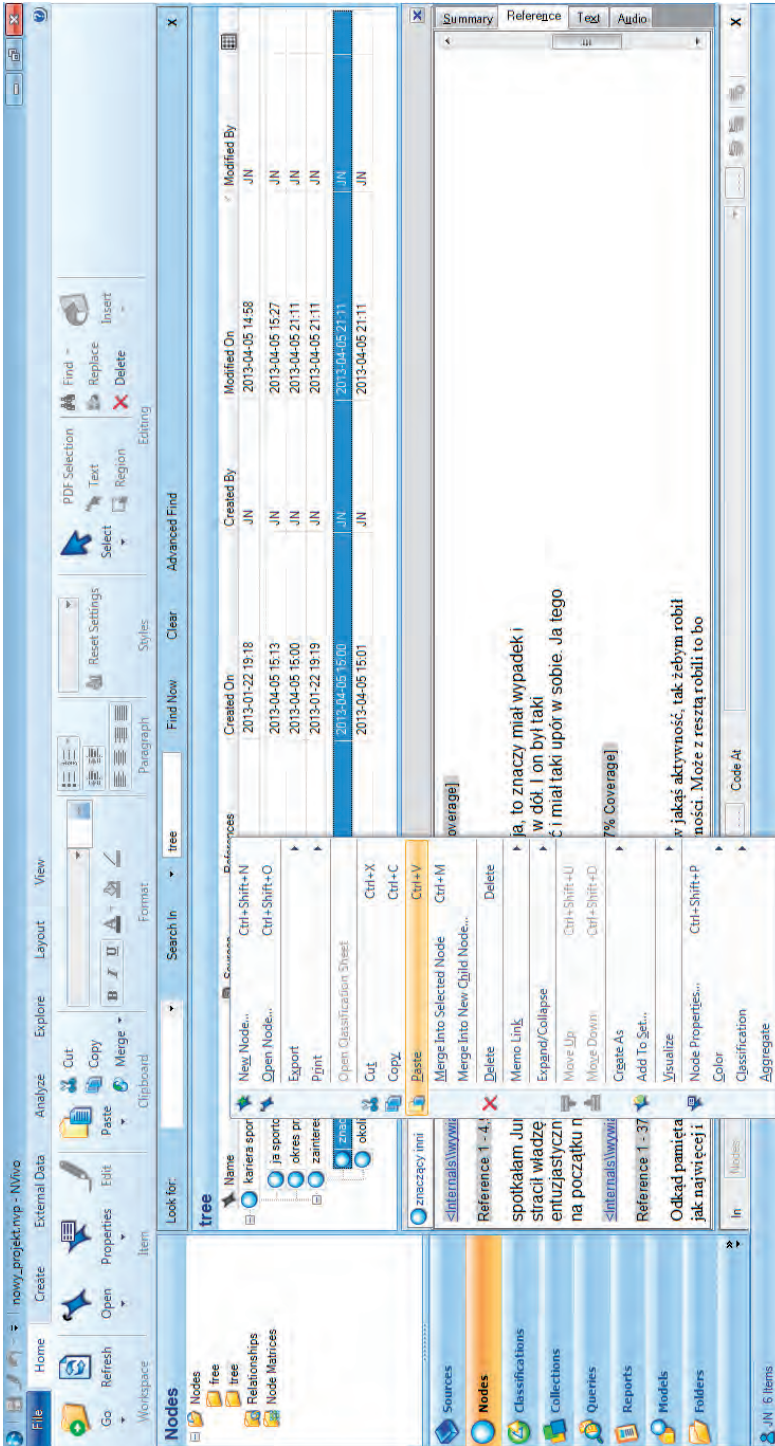 nowy_projekt.nvp - NVivo
File Home Create External Data Analyze Explore Layout View
Go Refresh Open Properties Edit Paste Cut Copy Merge
B I U A
Reset Settings
Select PDF Selection Text Region
Find Replace Delete Insert
Workspace Item Clipboard Format Paragraph Styles Editing
Nodes
Nodes
free
tree
Relationships
Node Matrices
Look for: Search In tree Find Now Clear Advanced Find
tree
Name Sources References Created On Created By Modified On Modified By
kariera spor 2013-01-22 19:18 JN 2013-04-05 14:58 JN
ja sporto 2013-04-05 15:13 JN 2013-04-05 15:27 JN
okres pr 2013-04-05 15:00 JN 2013-04-05 21:11 JN
zaintere 2013-01-22 19:19 JN 2013-04-05 21:11 JN
znac 2013-04-05 15:00 JN 2013-04-05 21:11 JN
okol 2013-04-05 15:01 JN 2013-04-05 21:11 JN
New Node... Ctrl+Shift+N
Open Node... Ctrl+Shift+O
Export
Print
Open Classification Sheet
Cut Ctrl+X
Copy Ctrl+C
Paste Ctrl+V
Merge Into Selected Node Ctrl+M
Merge Into New Child Node...
Delete Delete
Memo Link
Expand/Collapse
Move Up Ctrl+Shift+U
Move Down Ctrl+Shift+D
Create As
Add To Set...
Visualize
Node Properties... Ctrl+Shift+P
Color
Classification
Aggregate
znaczący inni
<Internals\\wywia
Reference 1 - 4, overage]
spotkałam Jur ja, to znaczy miał wypadek i
stracił władzę w dół. I on był taki
entuzjastyczn ć i miał taki upór w sobie. Ja tego
na początku n
<Internals\\wywia
Reference 1 - 37 7% Coverage]
Odkąd pamięta w jakąś aktywność, tak żebym robił
jak najwięcej i ności. Może z resztą robili to bo
Summary
Reference
Text
Audio
In Nodes Code At
Sources
Nodes
Classifications
Collections
Queries
Reports
Models
Folders
JN 6 Items